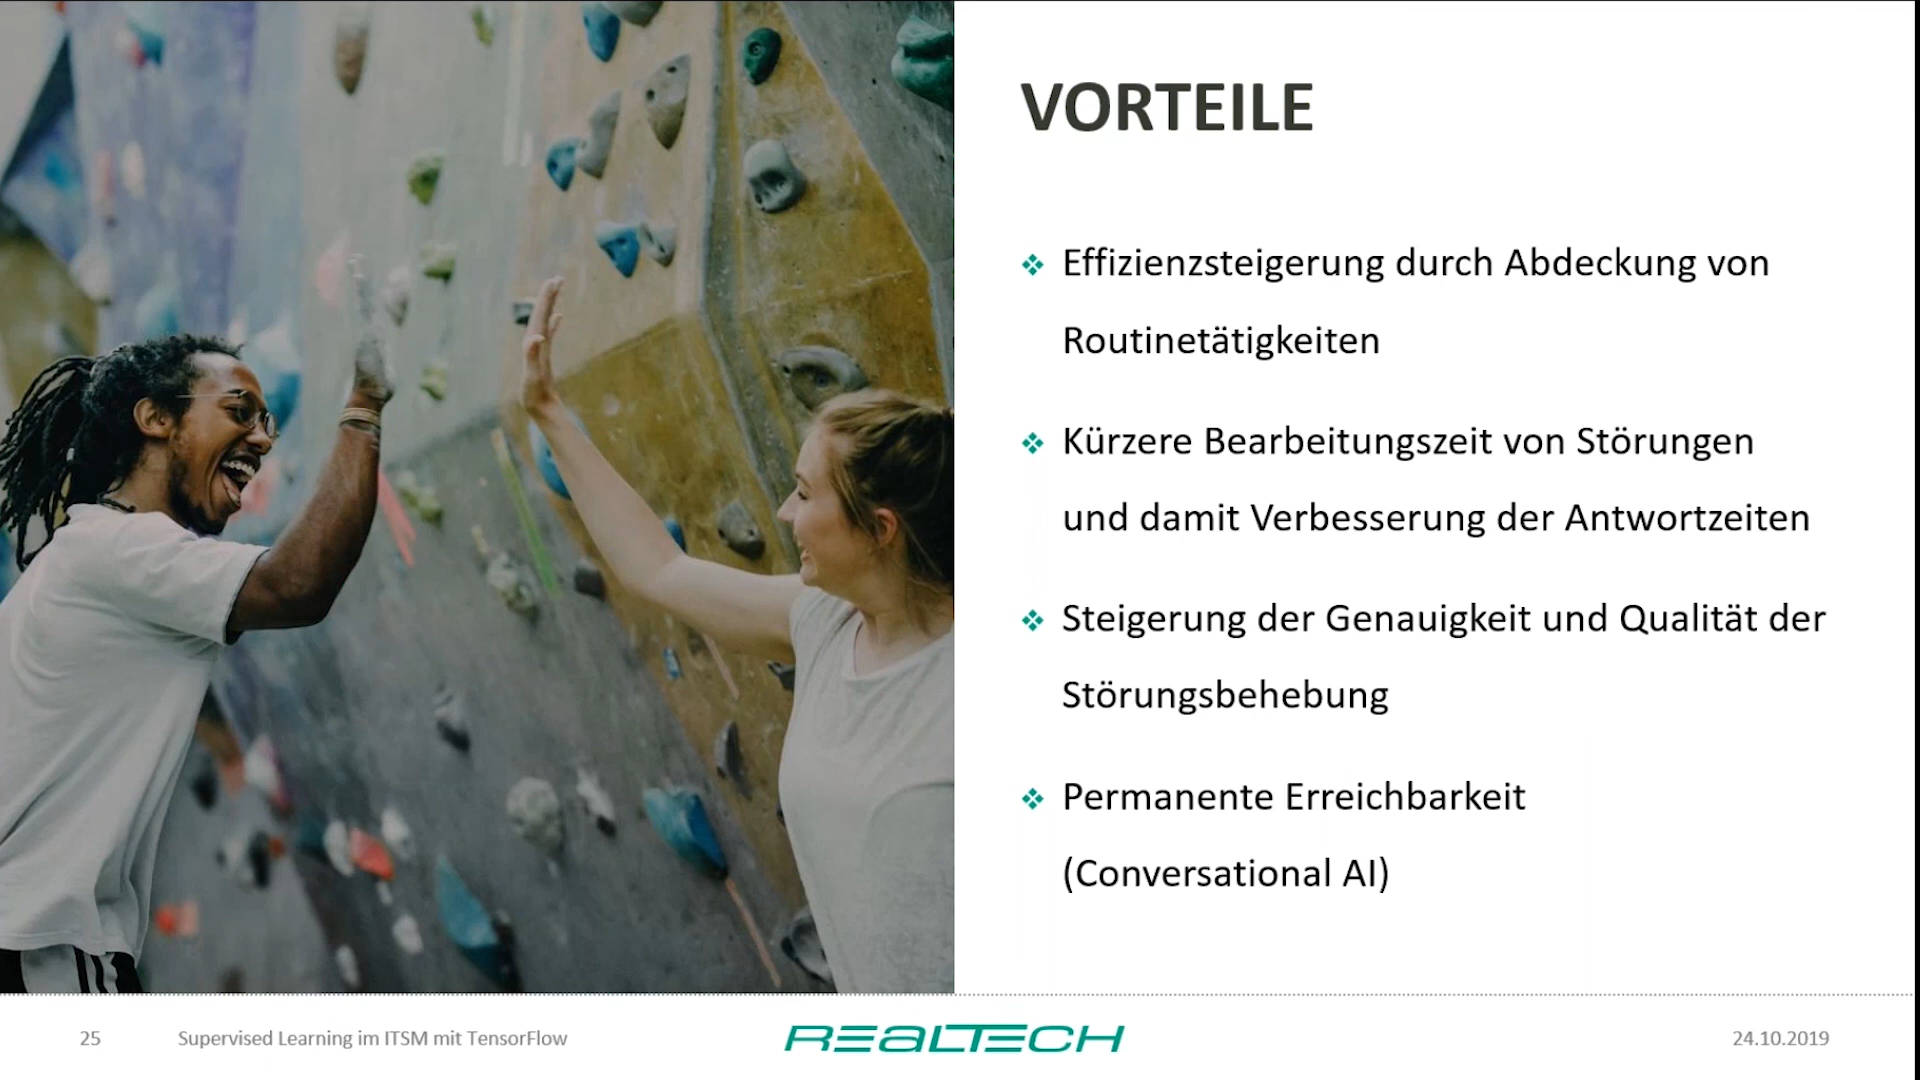 VORTEILE
❖ Effizienzsteigerung durch Abdeckung von
Routinetätigkeiten
❖ Kürzere Bearbeitungszeit von Störungen
und damit Verbesserung der Antwortzeiten
❖ Steigerung der Genauigkeit und Qualität der
Störungsbehebung
❖ Permanente Erreichbarkeit
(Conversational AI)
25 Supervised Learning im ITSM mit TensorFlow REALTECH 24.10.2019